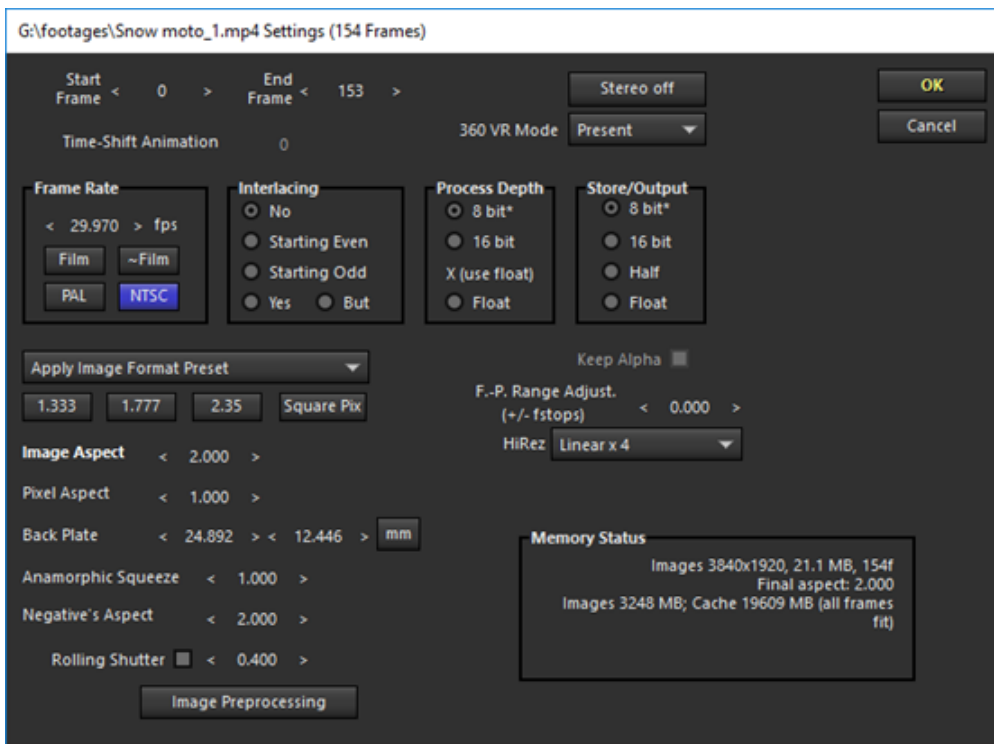 G:\footages\Snow moto_1.mp4 Settings (154 Frames)
Start Frame < 0 > End Frame < 153 >
Stereo off
OK
Time-Shift Animation 0
360 VR Mode Present
Cancel
Frame Rate
< 29.970 > fps
Film ~Film
PAL NTSC
Interlacing
No
Starting Even
Starting Odd
Yes But
Process Depth
8 bit*
16 bit
X (use float)
Float
Store/Output
8 bit*
16 bit
Half
Float
Apply Image Format Preset
1.333 1.777 2.35 Square Pix
Keep Alpha
F.-P. Range Adjust.
(+/- fstops) < 0.000 >
HiRez Linear x 4
Image Aspect < 2.000 >
Pixel Aspect < 1.000 >
Back Plate < 24.892 > < 12.446 > mm
Anamorphic Squeeze < 1.000 >
Negative's Aspect < 2.000 >
Rolling Shutter < 0.400 >
Image Preprocessing
Memory Status
Images 3840x1920, 21.1 MB, 154f
Final aspect: 2.000
Images 3248 MB; Cache 19609 MB (all frames
fit)